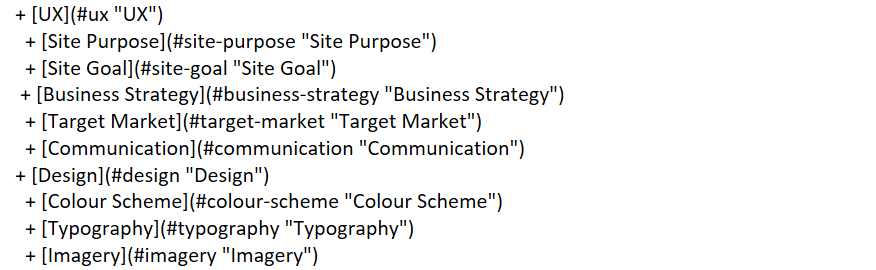 + [UX](#ux "UX")
+ [Site Purpose](#site-purpose "Site Purpose")
+ [Site Goal](#site-goal "Site Goal")
+ [Business Strategy](#business-strategy "Business Strategy")
+ [Target Market](#target-market "Target Market")
+ [Communication](#communication "Communication")
+ [Design](#design "Design")
+ [Colour Scheme](#colour-scheme "Colour Scheme")
+ [Typography](#typography "Typography")
+ [Imagery](#imagery "Imagery")